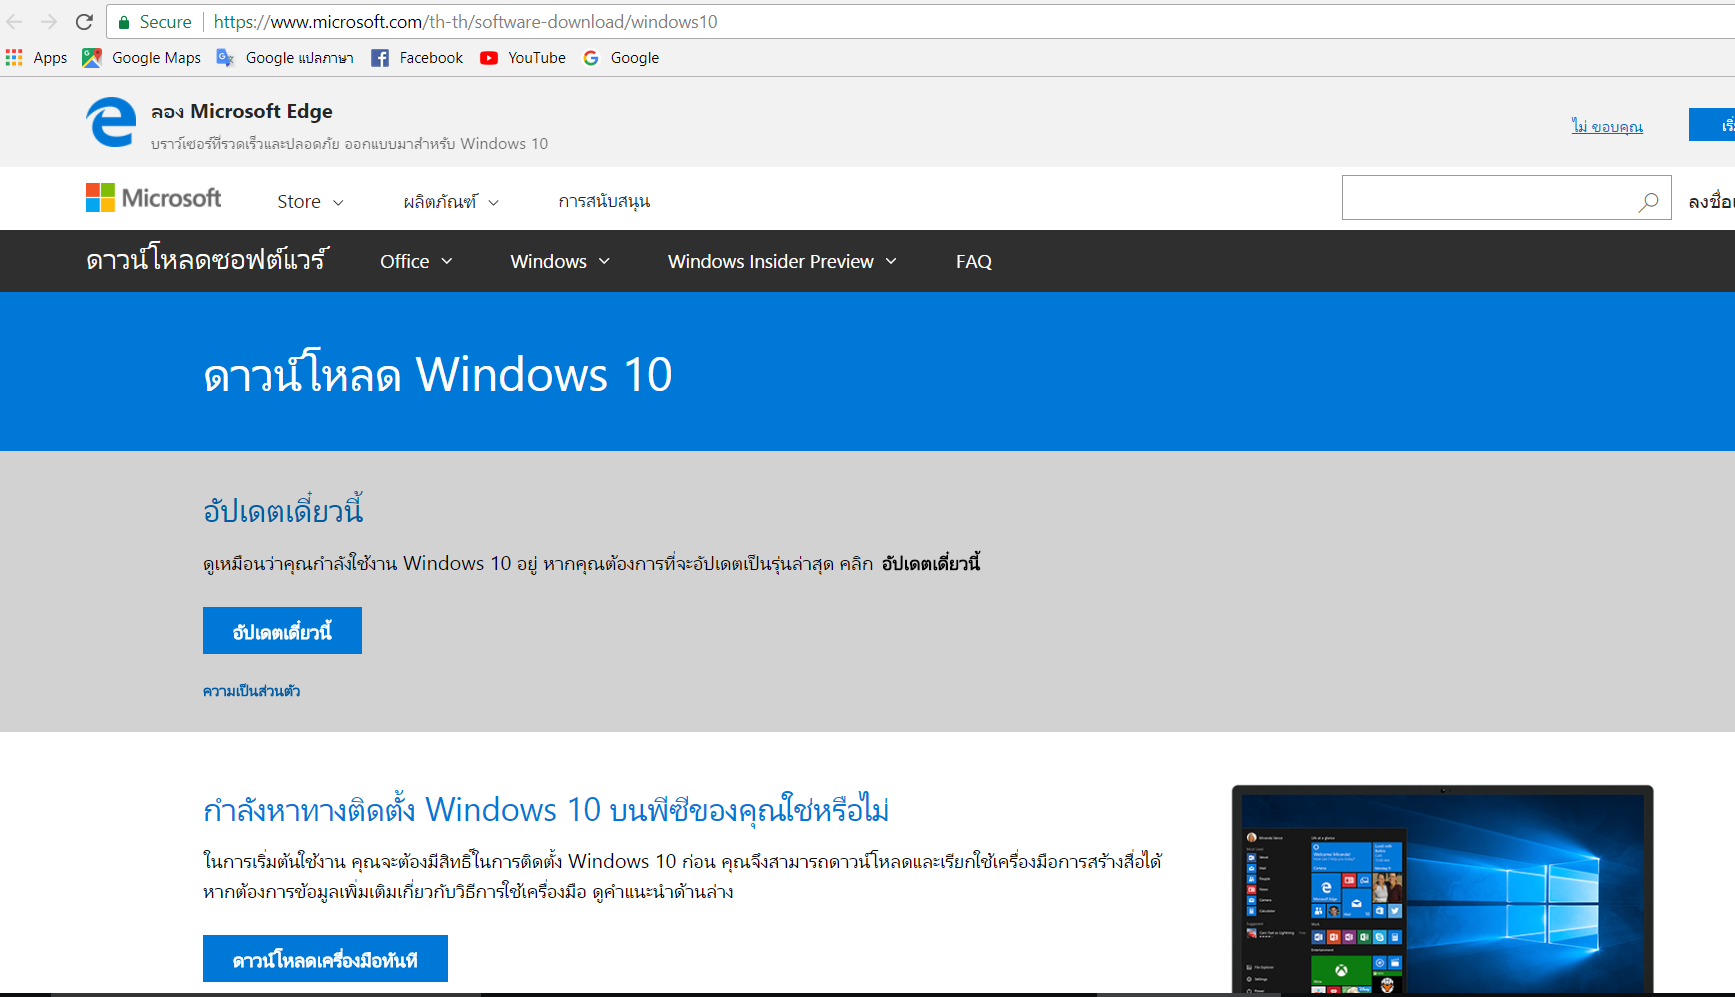 Secure https://www.microsoft.com/th-th/software-download/windows10
Apps Google Maps Google แปลภาษา Facebook YouTube Google
ลอง Microsoft Edge
บราว์เซอร์ที่รวดเร็วและปลอดภัย ออกแบบมาสำหรับ Windows 10
ไม่ ขอบคุณ
Microsoft Store ผลิตภัณฑ์ การสนับสนุน
ดาวน์โหลดซอฟต์แวร์ Office Windows Windows Insider Preview FAQ
ดาวน์โหลด Windows 10
อัปเดตเดี๋ยวนี้
ดูเหมือนว่าคุณกำลังใช้งาน Windows 10 อยู่ หากคุณต้องการที่จะอัปเดตเป็นรุ่นล่าสุด คลิก อัปเดตเดี๋ยวนี้
อัปเดตเดี๋ยวนี้
ความเป็นส่วนตัว
กำลังหาทางติดตั้ง Windows 10 บนพีซีของคุณใช่หรือไม่
ในการเริ่มต้นใช้งาน คุณจะต้องมีสิทธิ์ในการติดตั้ง Windows 10 ก่อน คุณจึงสามารถดาวน์โหลดและเรียกใช้เครื่องมือการสร้างสื่อได้
หากต้องการข้อมูลเพิ่มเติมเกี่ยวกับวิธีการใช้เครื่องมือ ดูคำแนะนำด้านล่าง
ดาวน์โหลดเครื่องมือทันที